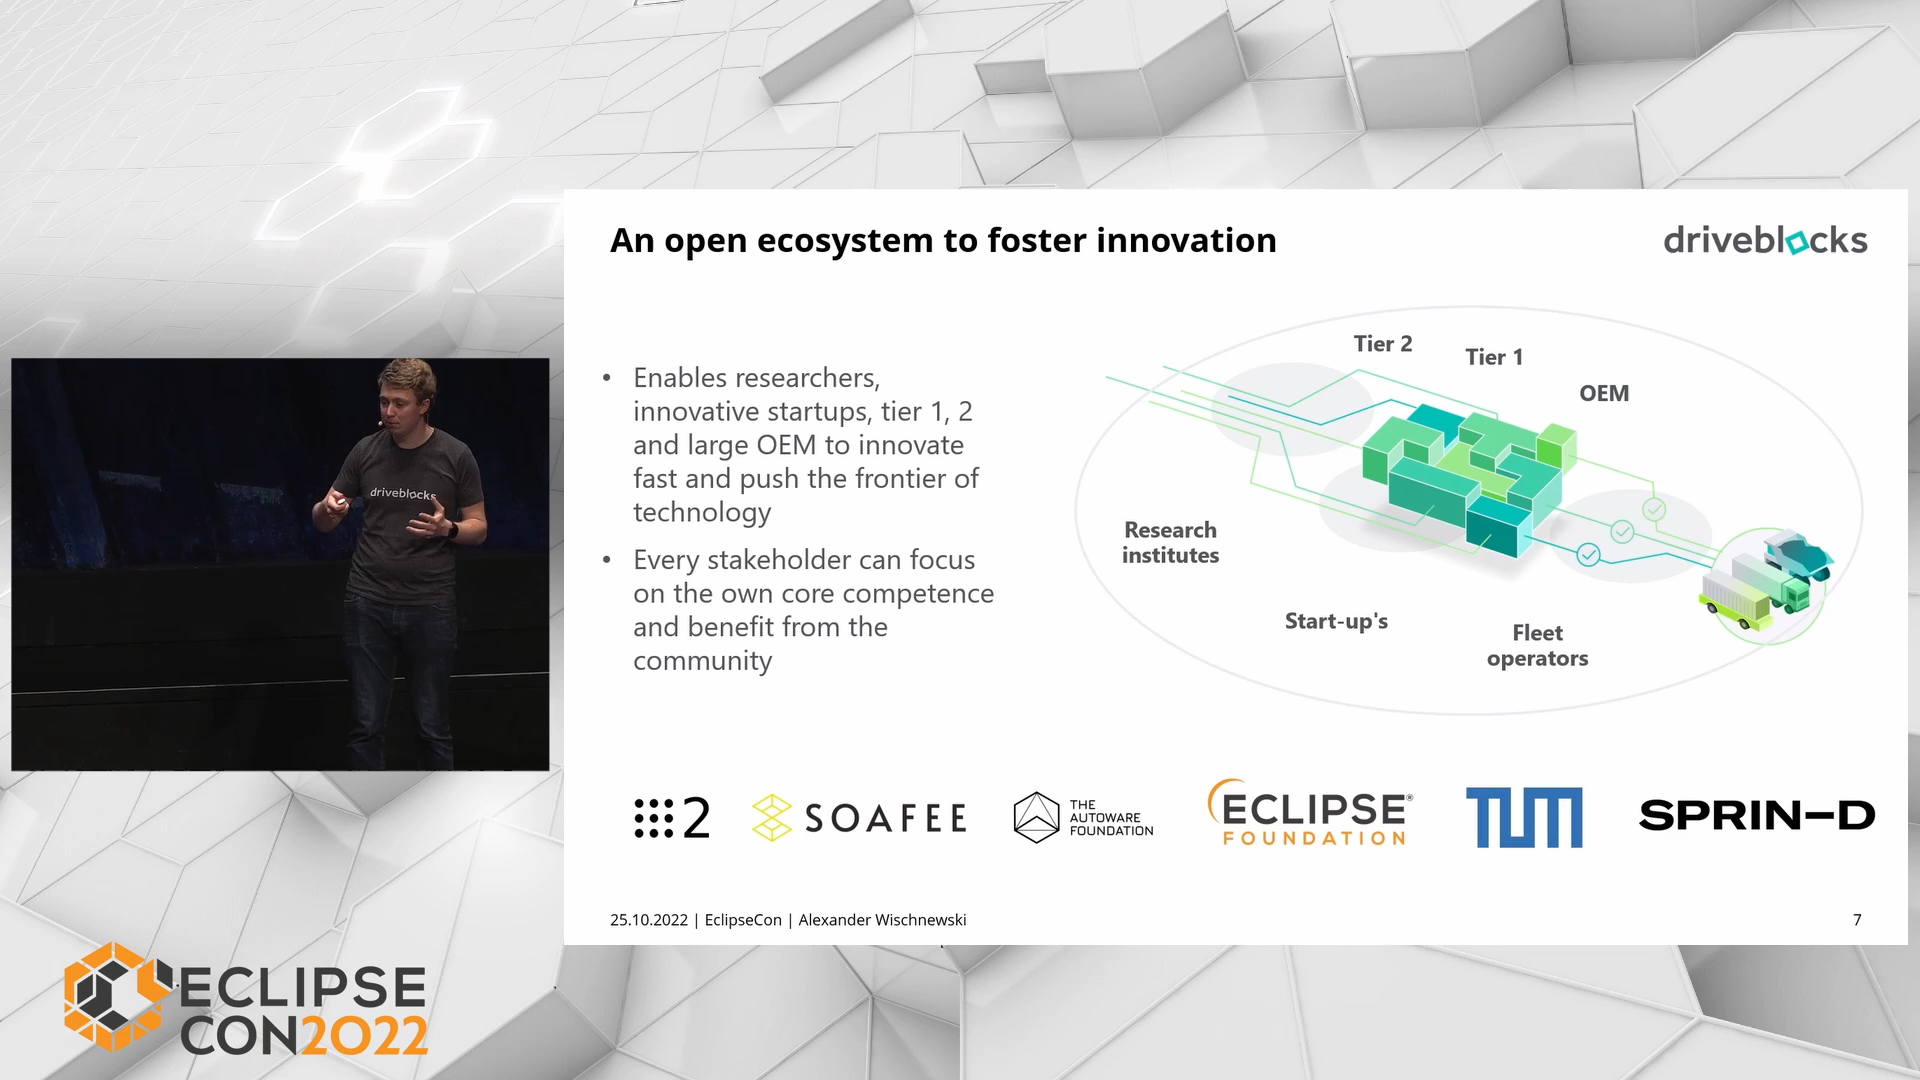 An open ecosystem to foster innovation
driveblocks
• Enables researchers,
innovative startups, tier 1, 2
and large OEM to innovate
fast and push the frontier of
technology
• Every stakeholder can focus
on the own core competence
and benefit from the
community
Tier 2
Tier 1
OEM
Research
institutes
Start-up's
Fleet
operators
driveblocks
2
SOAFEE
THE
AUTOWARE
FOUNDATION
ECLIPSE®
FOUNDATION
TUM
SPRIN-D
25.10.2022 | EclipseCon | Alexander Wischnewski
7
ECLIPSE
CON2022